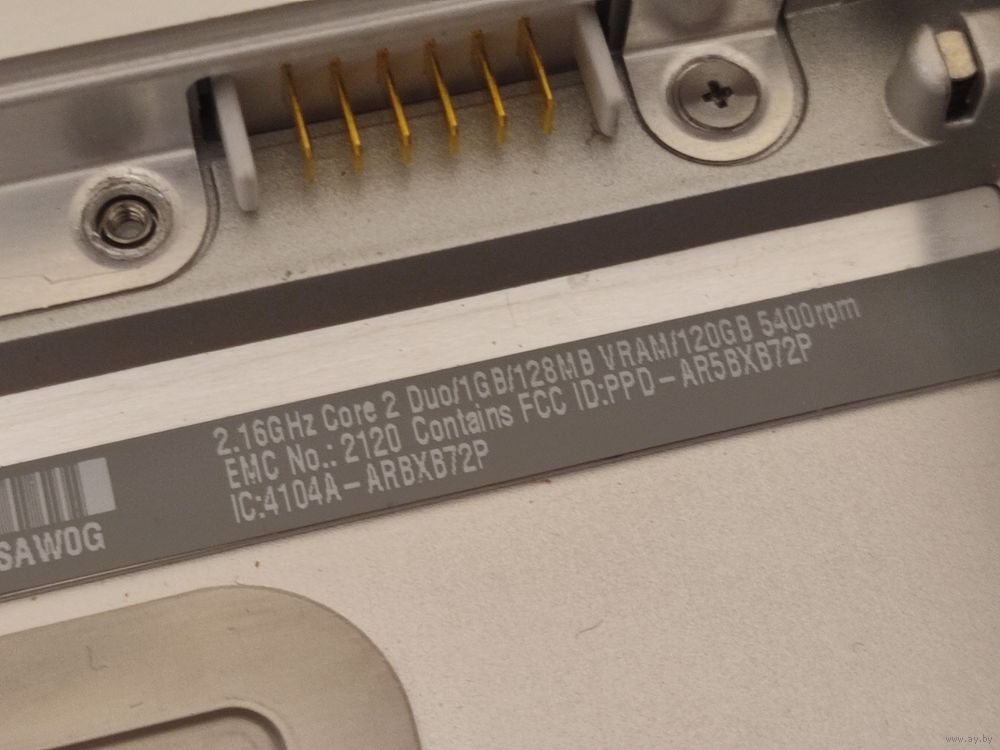 2.16GHz Core 2 Duo/1GB/128MB VRAM/120GB 5400rpm
EMC No.: 2120 Contains FCC ID:PPD-AR5BXB72P
IC:4104A-ARBXB72P
SAW0G
www.ay.by